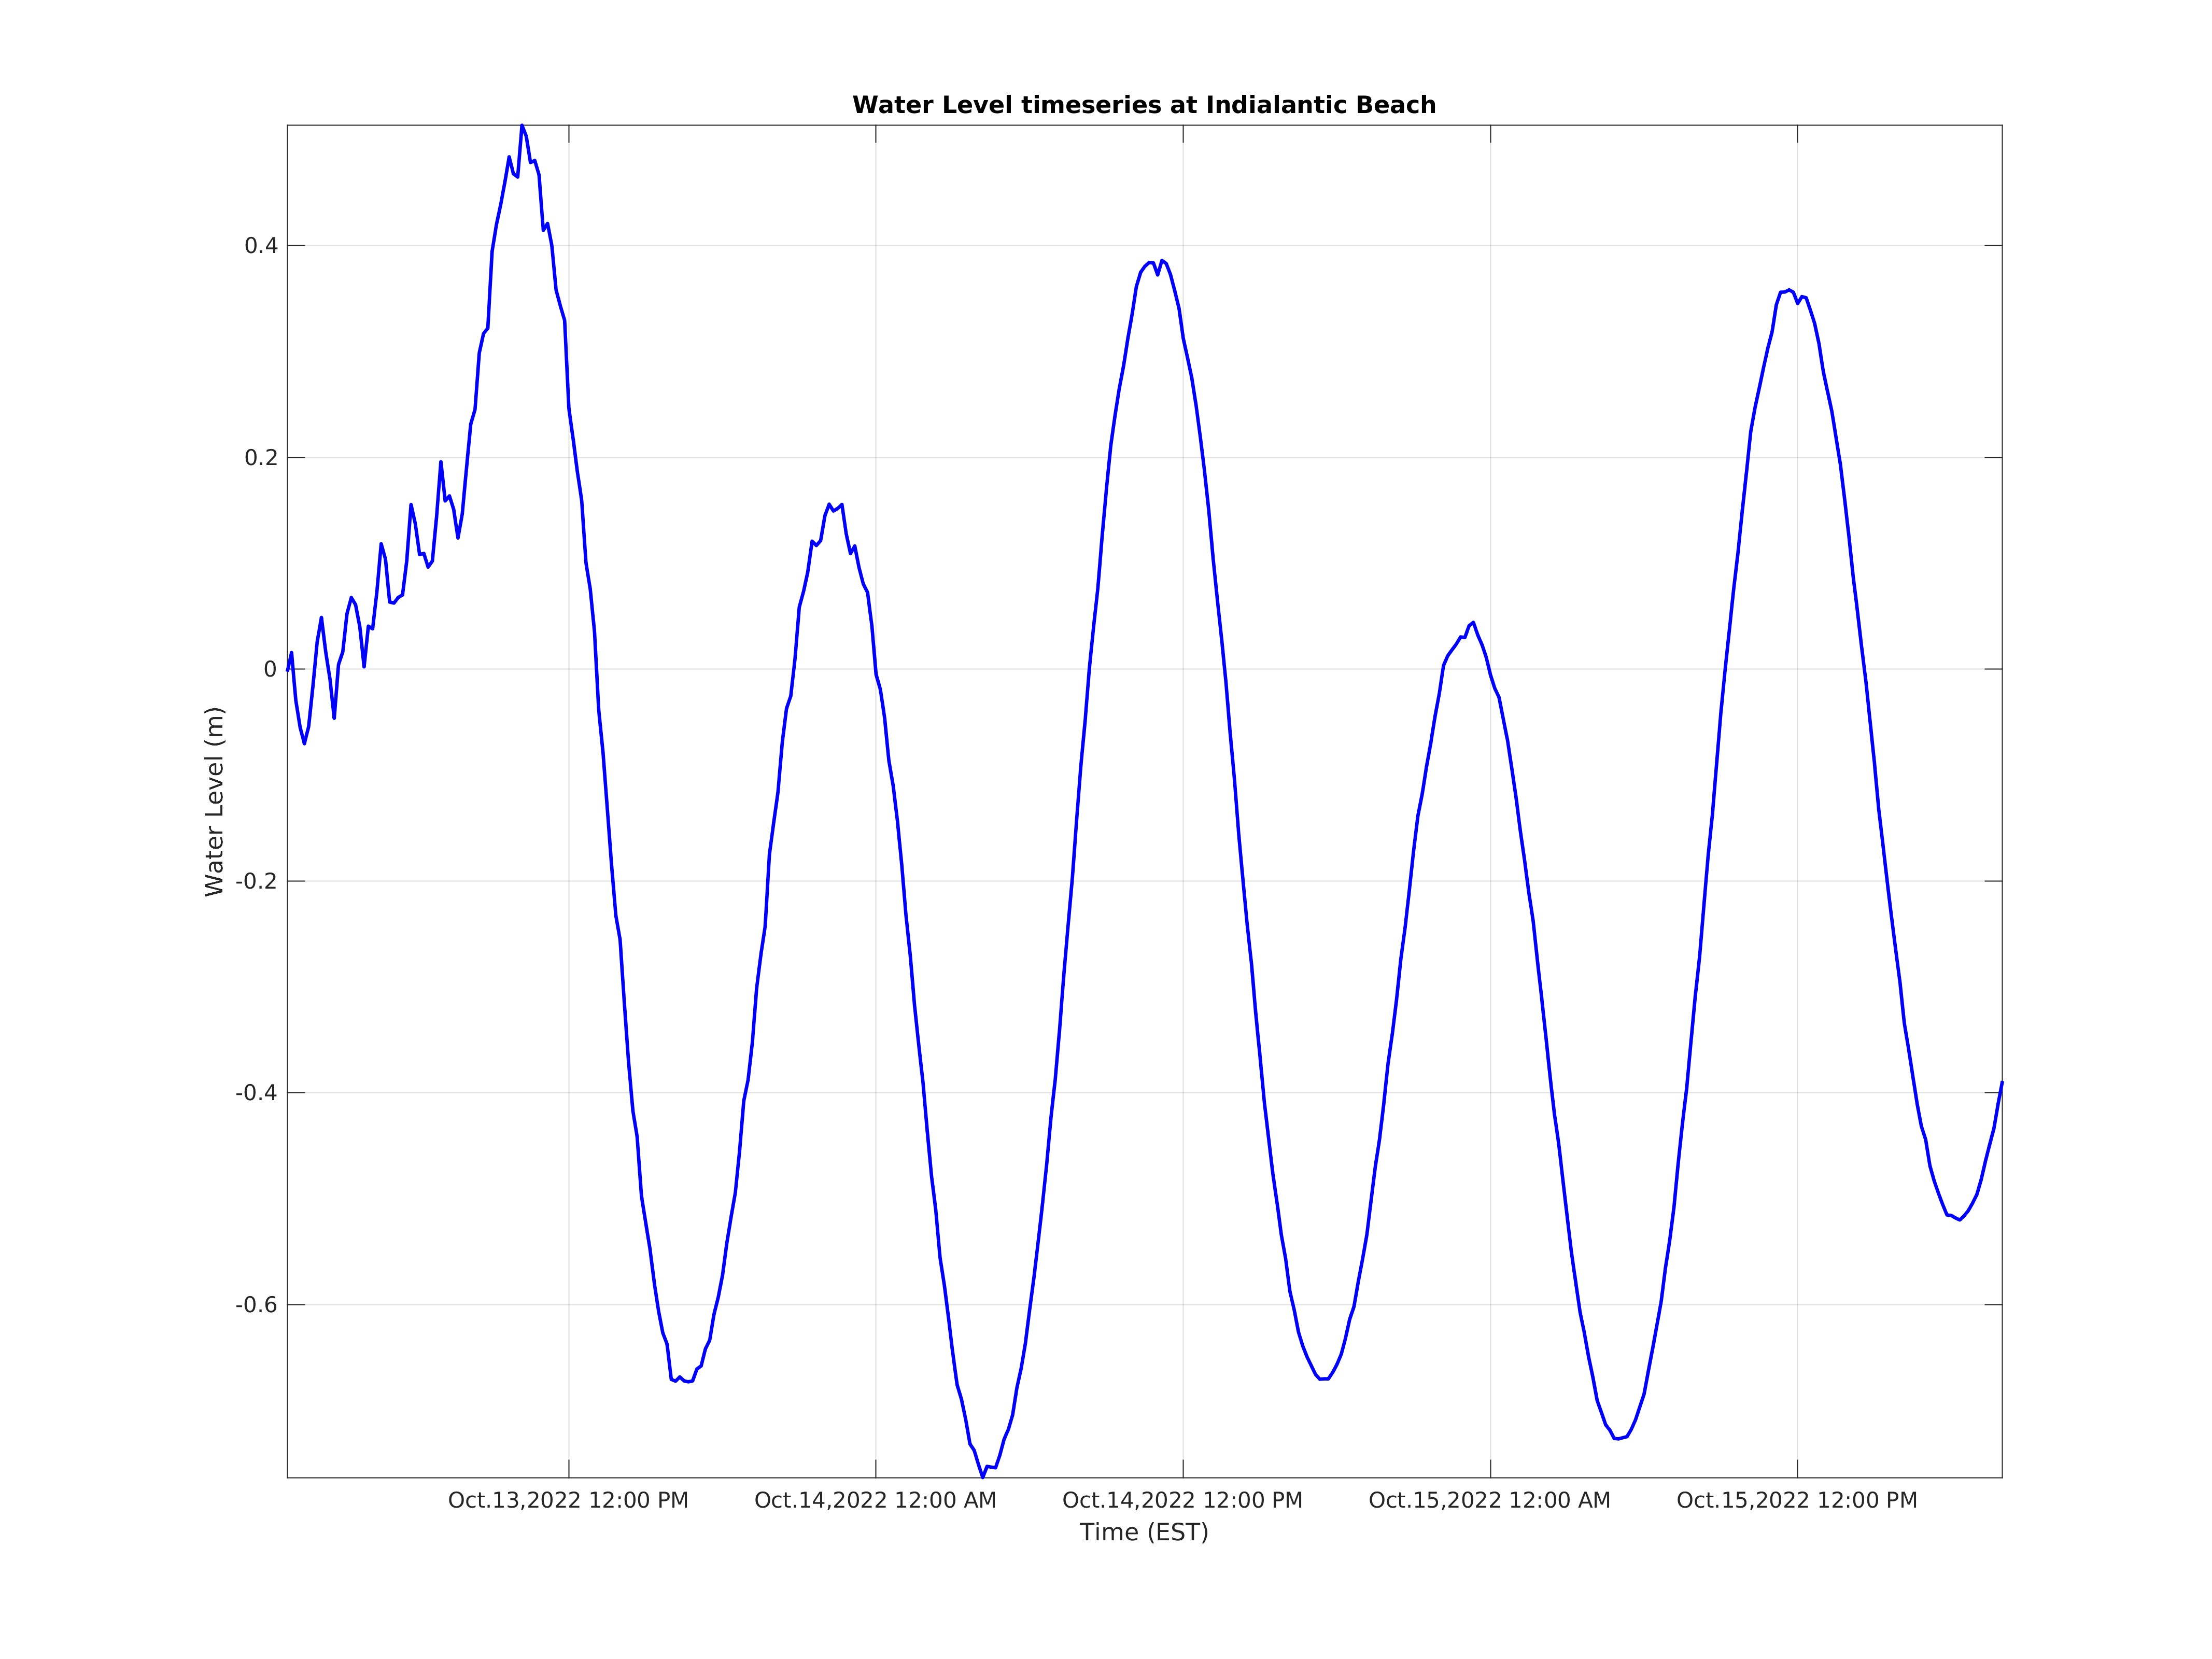 Water Level timeseries at Indialantic Beach
0.4
0.2
0
-0.2
-0.4
-0.6
Water Level (m)
Oct.13,2022 12:00 PM Oct.14,2022 12:00 AM Oct.14,2022 12:00 PM Oct.15,2022 12:00 AM Oct.15,2022 12:00 PM
Time (EST)